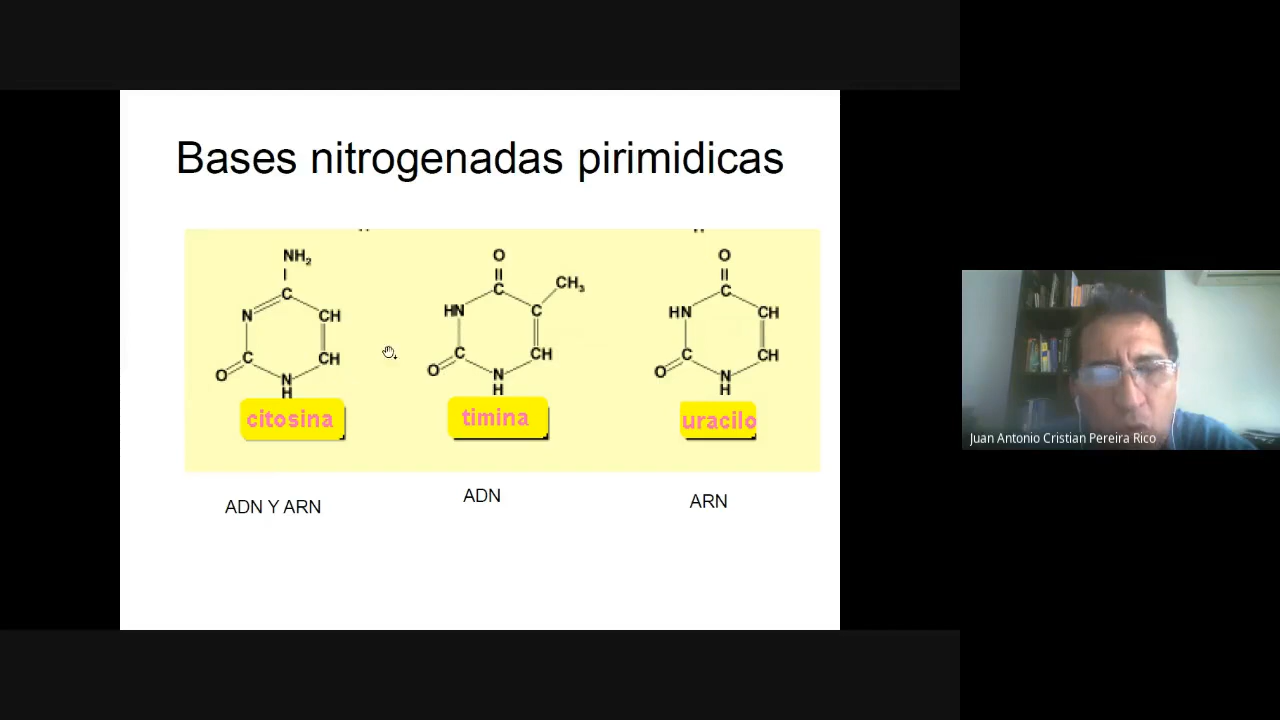 Bases nitrogenadas pirimidicas
NH₂
C
N
CH
C
CH
O
N
H
citosina
O
C
CH₃
HN
C
C
CH
O
N
H
timina
O
C
HN
CH
C
CH
O
N
H
uracilo
ADN Y ARN
ADN
ARN
Juan Antonio Cristian Pereira Rico